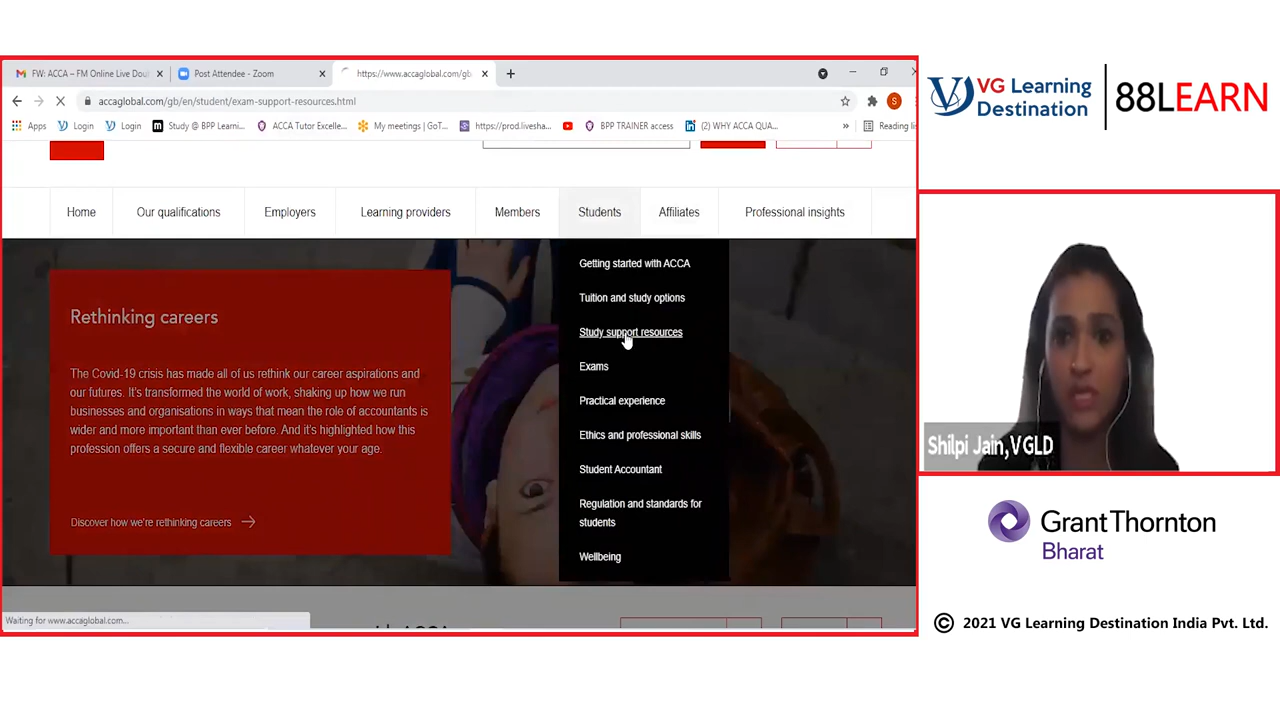 FW: ACCA – FM Online Live Dou
Post Attendee - Zoom
https://www.accaglobal.com/gb
accaglobal.com/gb/en/student/exam-support-resources.html
S
Apps
Login
Login
Study @ BPP Learni...
ACCA Tutor Excelle...
My meetings | GoT...
https://prod.livesha...
BPP TRAINER access
(2) WHY ACCA QUA...
»
Reading lis
Home
Our qualifications
Employers
Learning providers
Members
Students
Affiliates
Professional insights
Getting started with ACCA
Tuition and study options
Study support resources
Exams
Practical experience
Ethics and professional skills
Student Accountant
Regulation and standards for
students
Wellbeing
Rethinking careers
The Covid-19 crisis has made all of us rethink our career aspirations and
our futures. It's transformed the world of work, shaking up how we run
businesses and organisations in ways that mean the role of accountants is
wider and more important than ever before. And it's highlighted how this
profession offers a secure and flexible career whatever your age.
Discover how we're rethinking careers
Waiting for www.accaglobal.com...
VG Learning
Destination
88LEARN
Shilpi Jain,VGLD
Grant Thornton
Bharat
© 2021 VG Learning Destination India Pvt. Ltd.